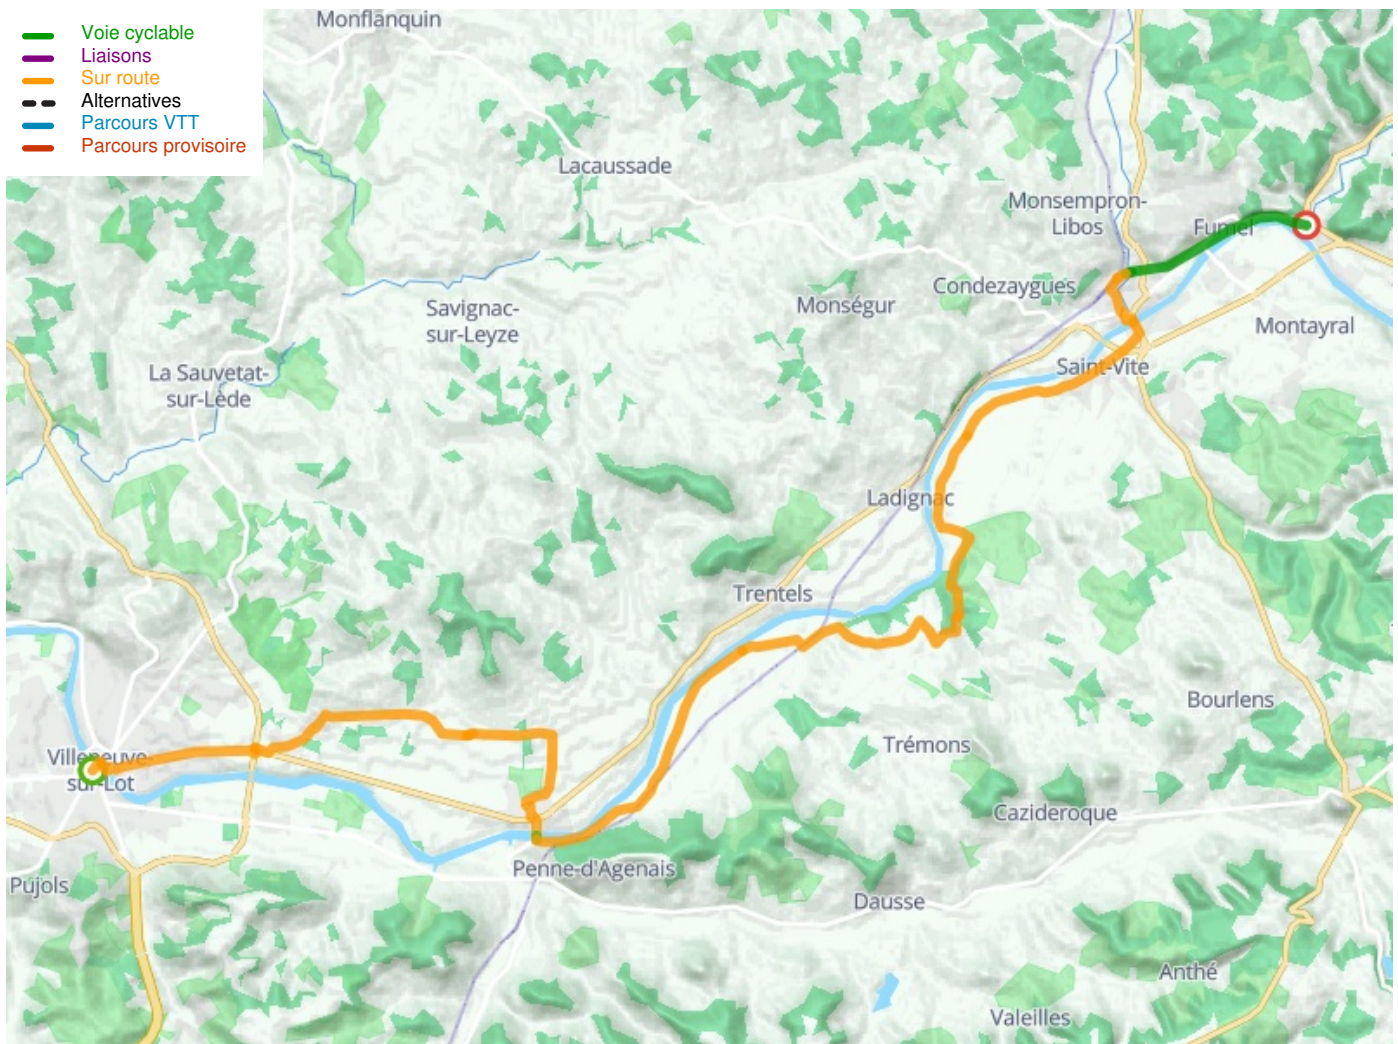 Voie cyclable
Liaisons
Sur route
Alternatives
Parcours VTT
Parcours provisoire
Monflanquin
Lacaussade
Monsempron-
Libos
Fumel
Condezaygues
Monségur
Savignac-
sur-Leyze
Montayral
Saint-Vite
La Sauvetat-
sur-Lède
Ladignac
Trentels
Bourlens
Trémons
Villeneuve-
sur-Lot
Cazideroque
Penne-d'Agenais
Pujols
Dausse
Anthé
Valeilles